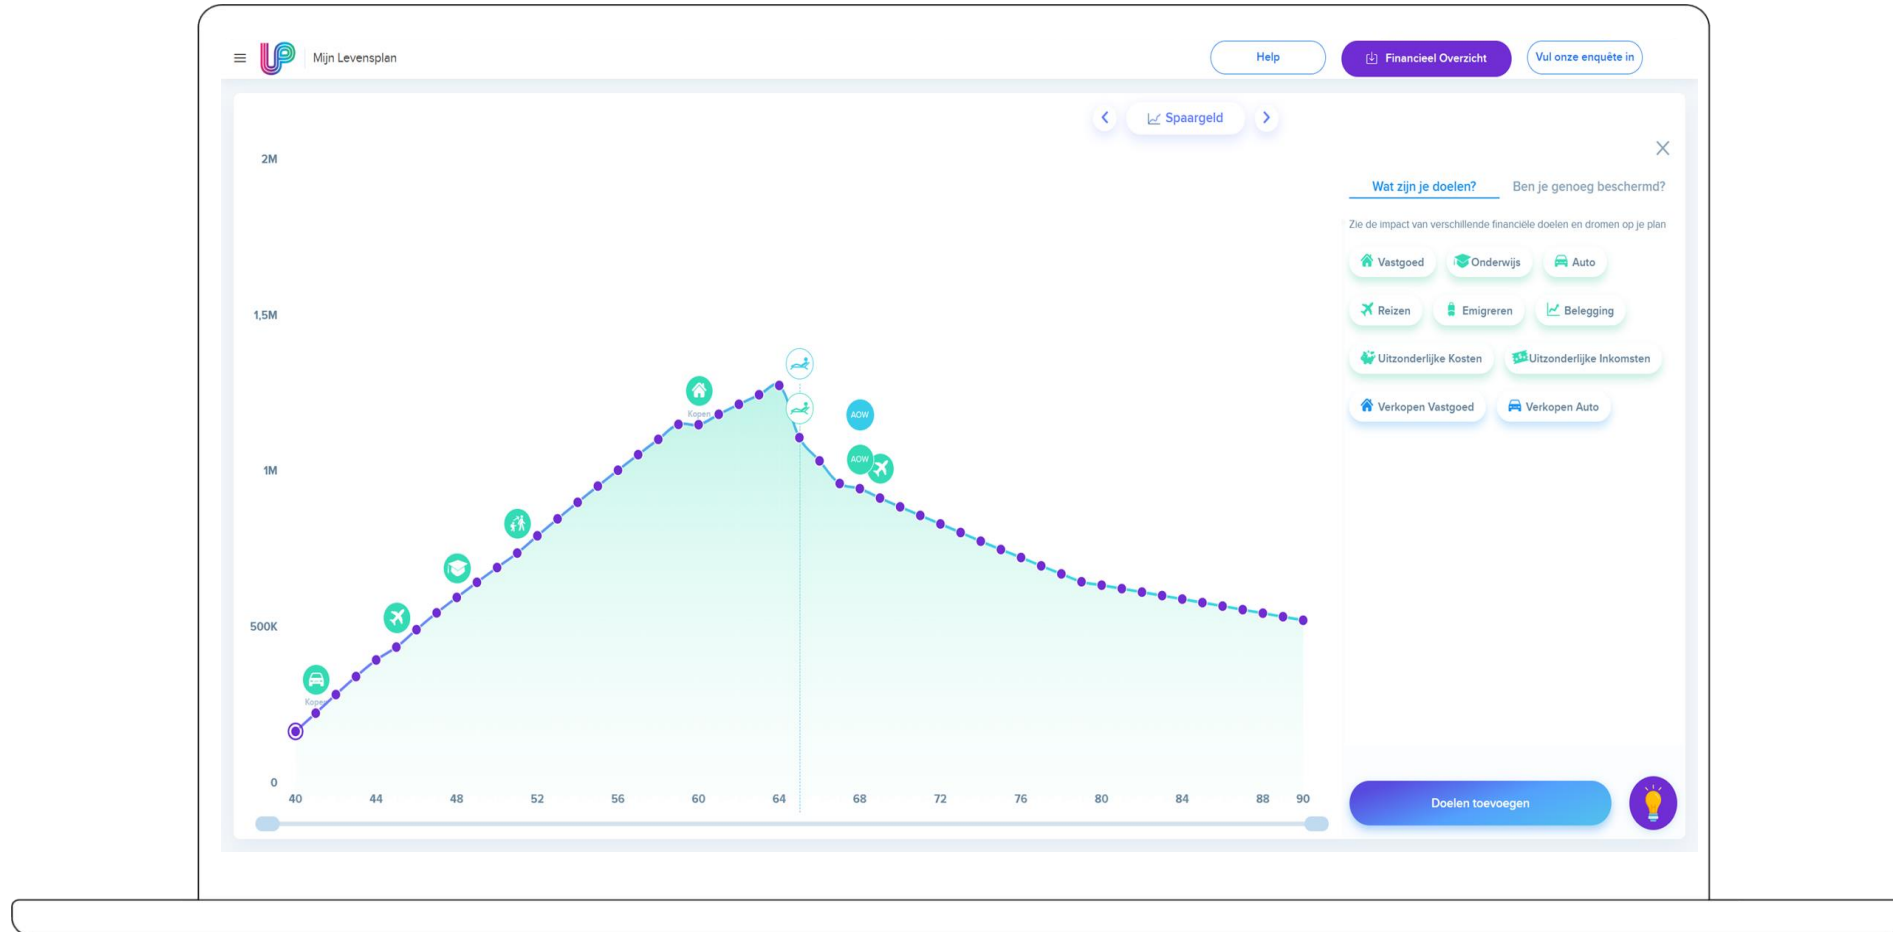 UP
Mijn Levensplan
Help
Financieel Overzicht
Vul onze enquête in
Spaargeld
2M
1,5M
1M
500K
0
Kopen
Kopen
AOW
AOW
40 44 48 52 56 60 64 68 72 76 80 84 88 90
Wat zijn je doelen? Ben je genoeg beschermd?
Zie de impact van verschillende financiële doelen en dromen op je plan
Vastgoed Onderwijs Auto
Reizen Emigreren Belegging
Uitzonderlijke Kosten Uitzonderlijke Inkomsten
Verkopen Vastgoed Verkopen Auto
Doelen toevoegen